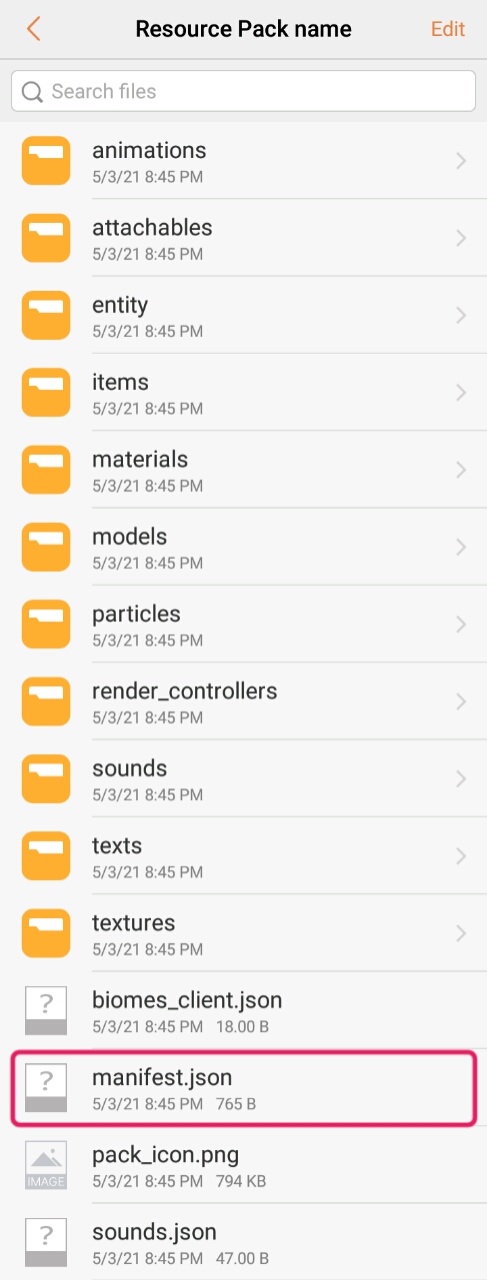 Resource Pack name
Edit
Search files
animations
5/3/21 8:45 PM
attachables
5/3/21 8:45 PM
entity
5/3/21 8:45 PM
items
5/3/21 8:45 PM
materials
5/3/21 8:45 PM
models
5/3/21 8:45 PM
particles
5/3/21 8:45 PM
render_controllers
5/3/21 8:45 PM
sounds
5/3/21 8:45 PM
texts
5/3/21 8:45 PM
textures
5/3/21 8:45 PM
?
biomes_client.json
5/3/21 8:45 PM 18.00 B
?
manifest.json
5/3/21 8:45 PM 765 B
pack_icon.png
IMAGE
5/3/21 8:45 PM 794 KB
?
sounds.json
5/3/21 8:45 PM 47.00 B